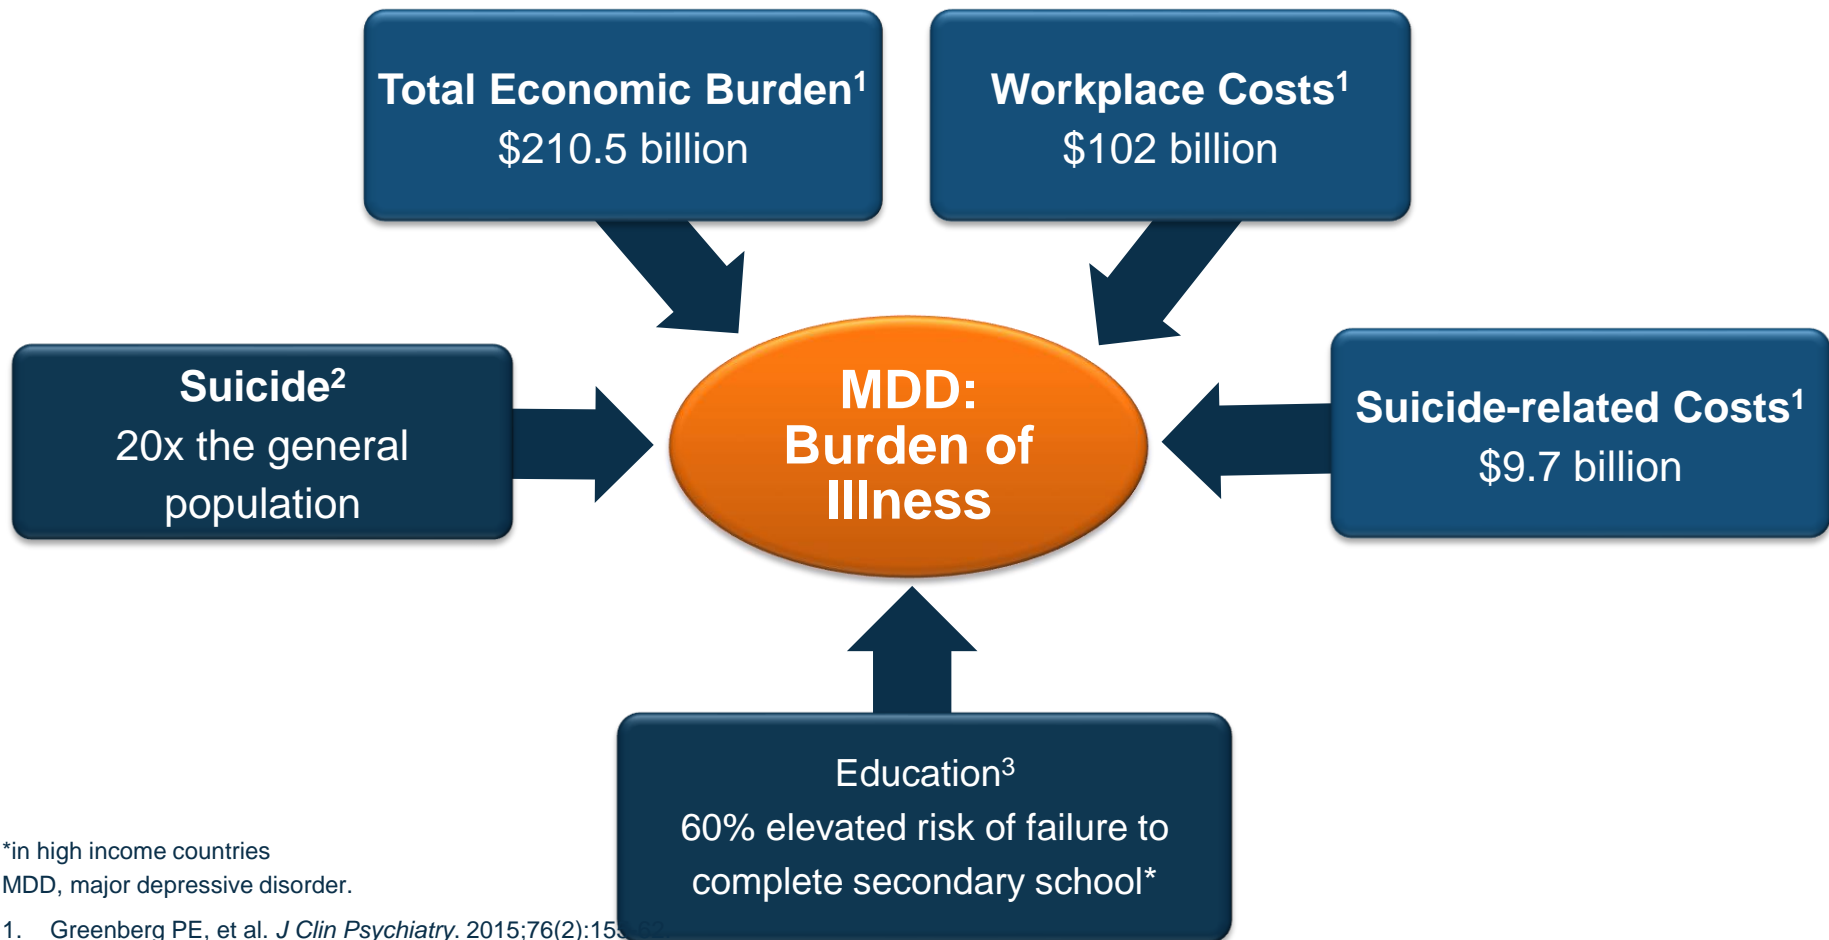 Total Economic Burden¹
$210.5 billion
Workplace Costs¹
$102 billion
Suicide²
20x the general
population
MDD:
Burden of
Illness
Suicide-related Costs¹
$9.7 billion
Education³
60% elevated risk of failure to
complete secondary school*
*in high income countries
MDD, major depressive disorder.
1. Greenberg PE, et al. J Clin Psychiatry. 2015;76(2):155-62.